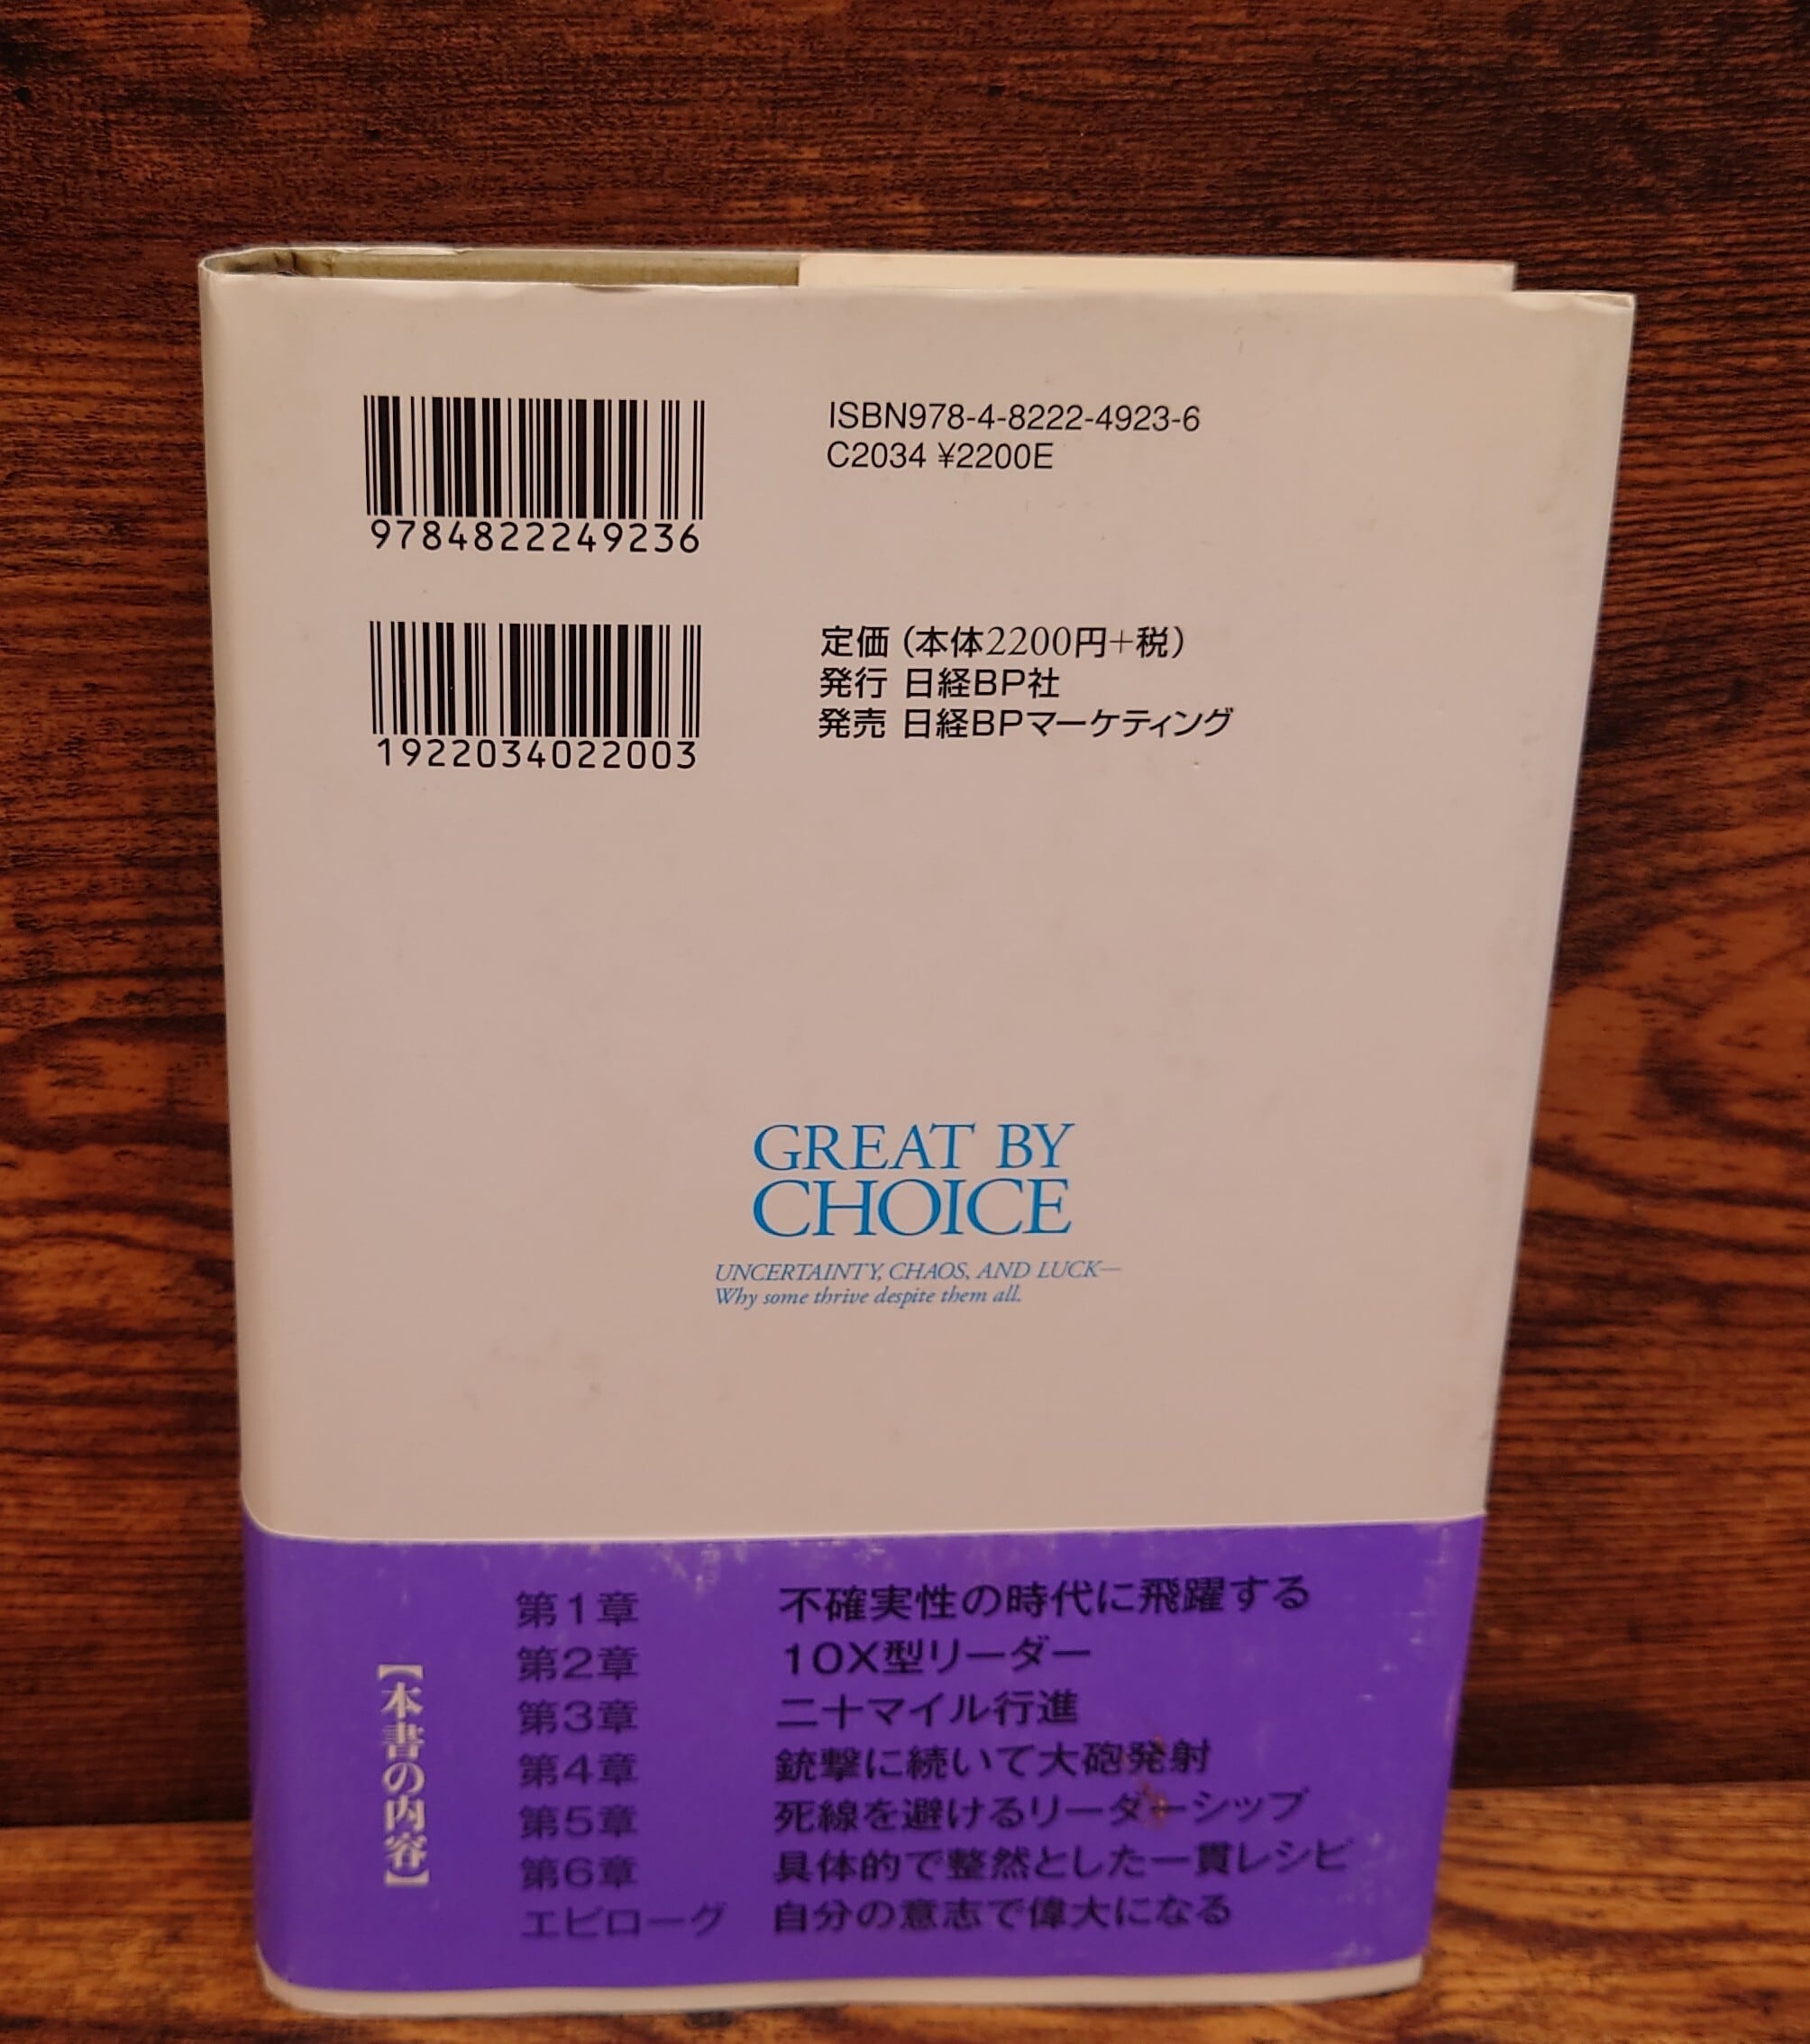 9784822249236
ISBN978-4-8222-4923-6
C2034 ¥2200E
1922034022003
定価（本体2200円+税）
発行 日経BP社
発売 日経BPマーケティング
GREAT BY
CHOICE
UNCERTAINTY, CHAOS, AND LUCK—
Why some thrive despite them all.
【本書の内容】
第1章 不確実性の時代に飛躍する
第2章 10X型リーダー
第3章 二十マイル行進
第4章 銃撃に続いて大砲発射
第5章 死線を避けるリーダーシップ
第6章 具体的で整然とした一貫レシピ
エピローグ 自分の意志で偉大になる